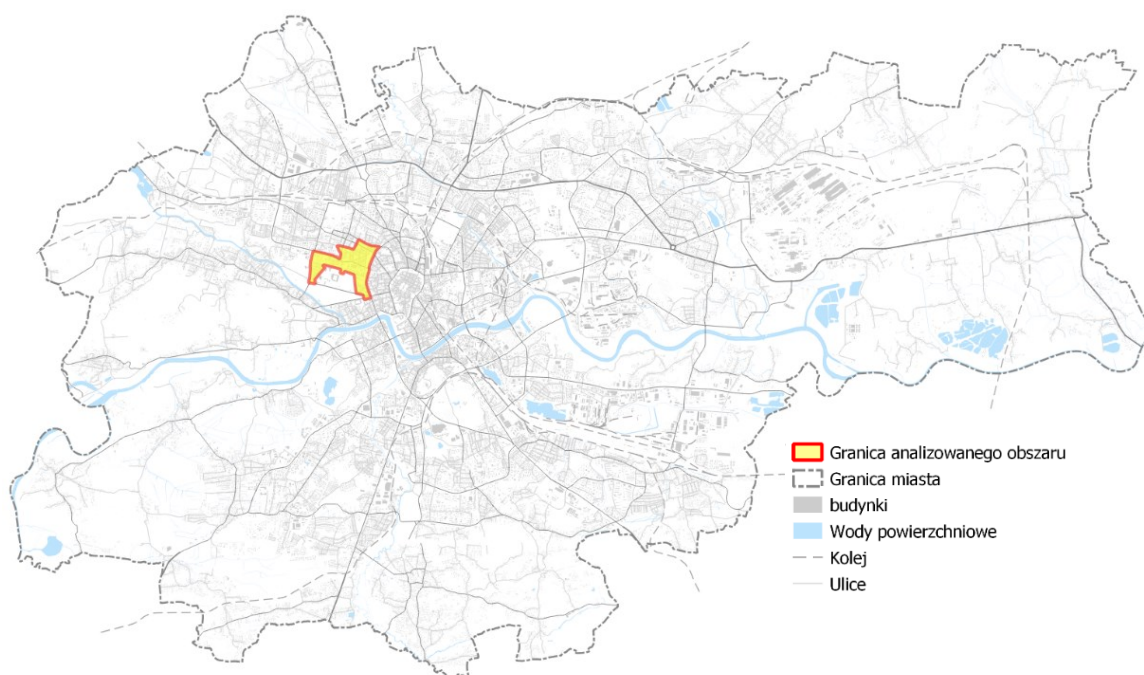 Granica analizowanego obszaru
Granica miasta
budynki
Wody powierzchniowe
Kolej
Ulice